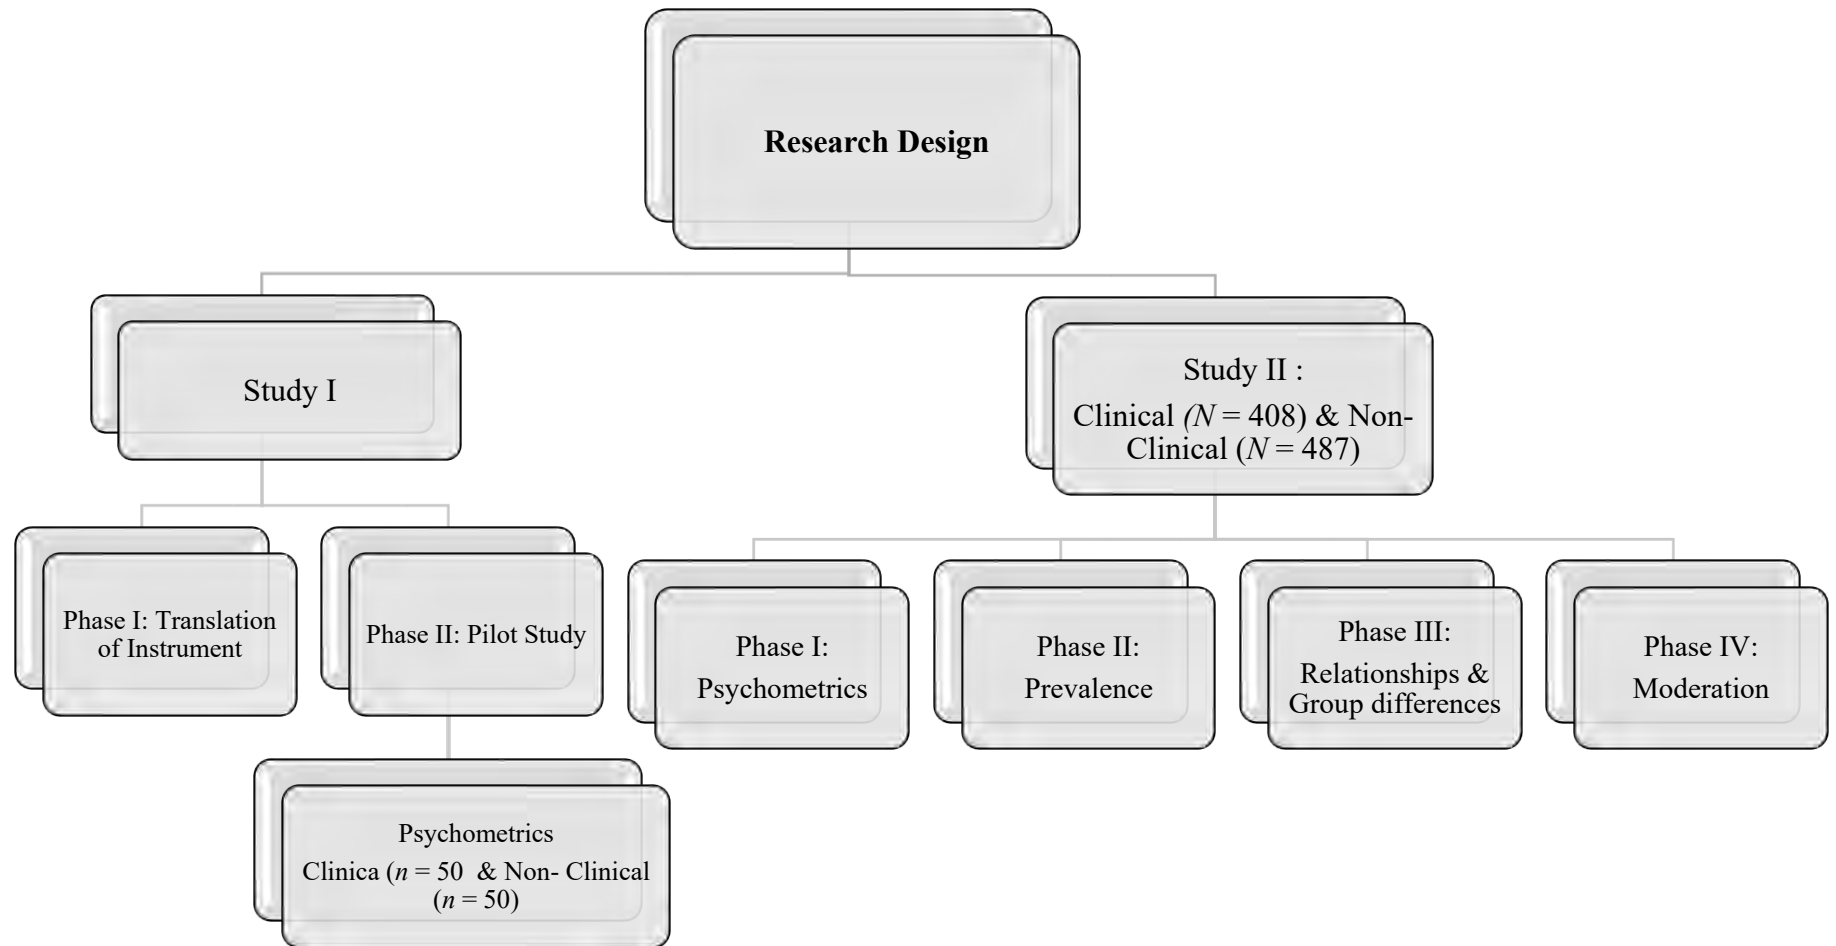 Research Design
Study I
Study II :
Clinical (N = 408) & Non-
Clinical (N = 487)
Phase I: Translation
of Instrument
Phase II: Pilot Study
Phase I:
Psychometrics
Phase II:
Prevalence
Phase III:
Relationships &
Group differences
Phase IV:
Moderation
Psychometrics
Clinica (n = 50  & Non- Clinical
(n = 50)